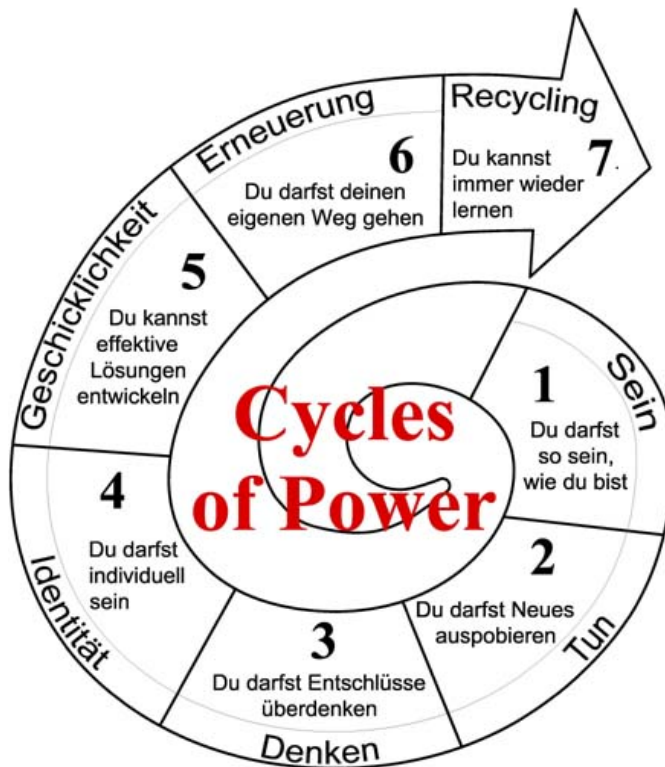 Cycles
of Power
Sein
1
Du darfst
so sein,
wie du bist
Tun
2
Du darfst Neues
auspobieren
Denken
3
Du darfst Entschlüsse
überdenken
Identität
4
Du darfst
individuell
sein
Geschicklichkeit
5
Du kannst
effektive
Lösungen
entwickeln
Erneuerung
6
Du darfst deinen
eigenen Weg gehen
Recycling
7
Du kannst
immer wieder
lernen